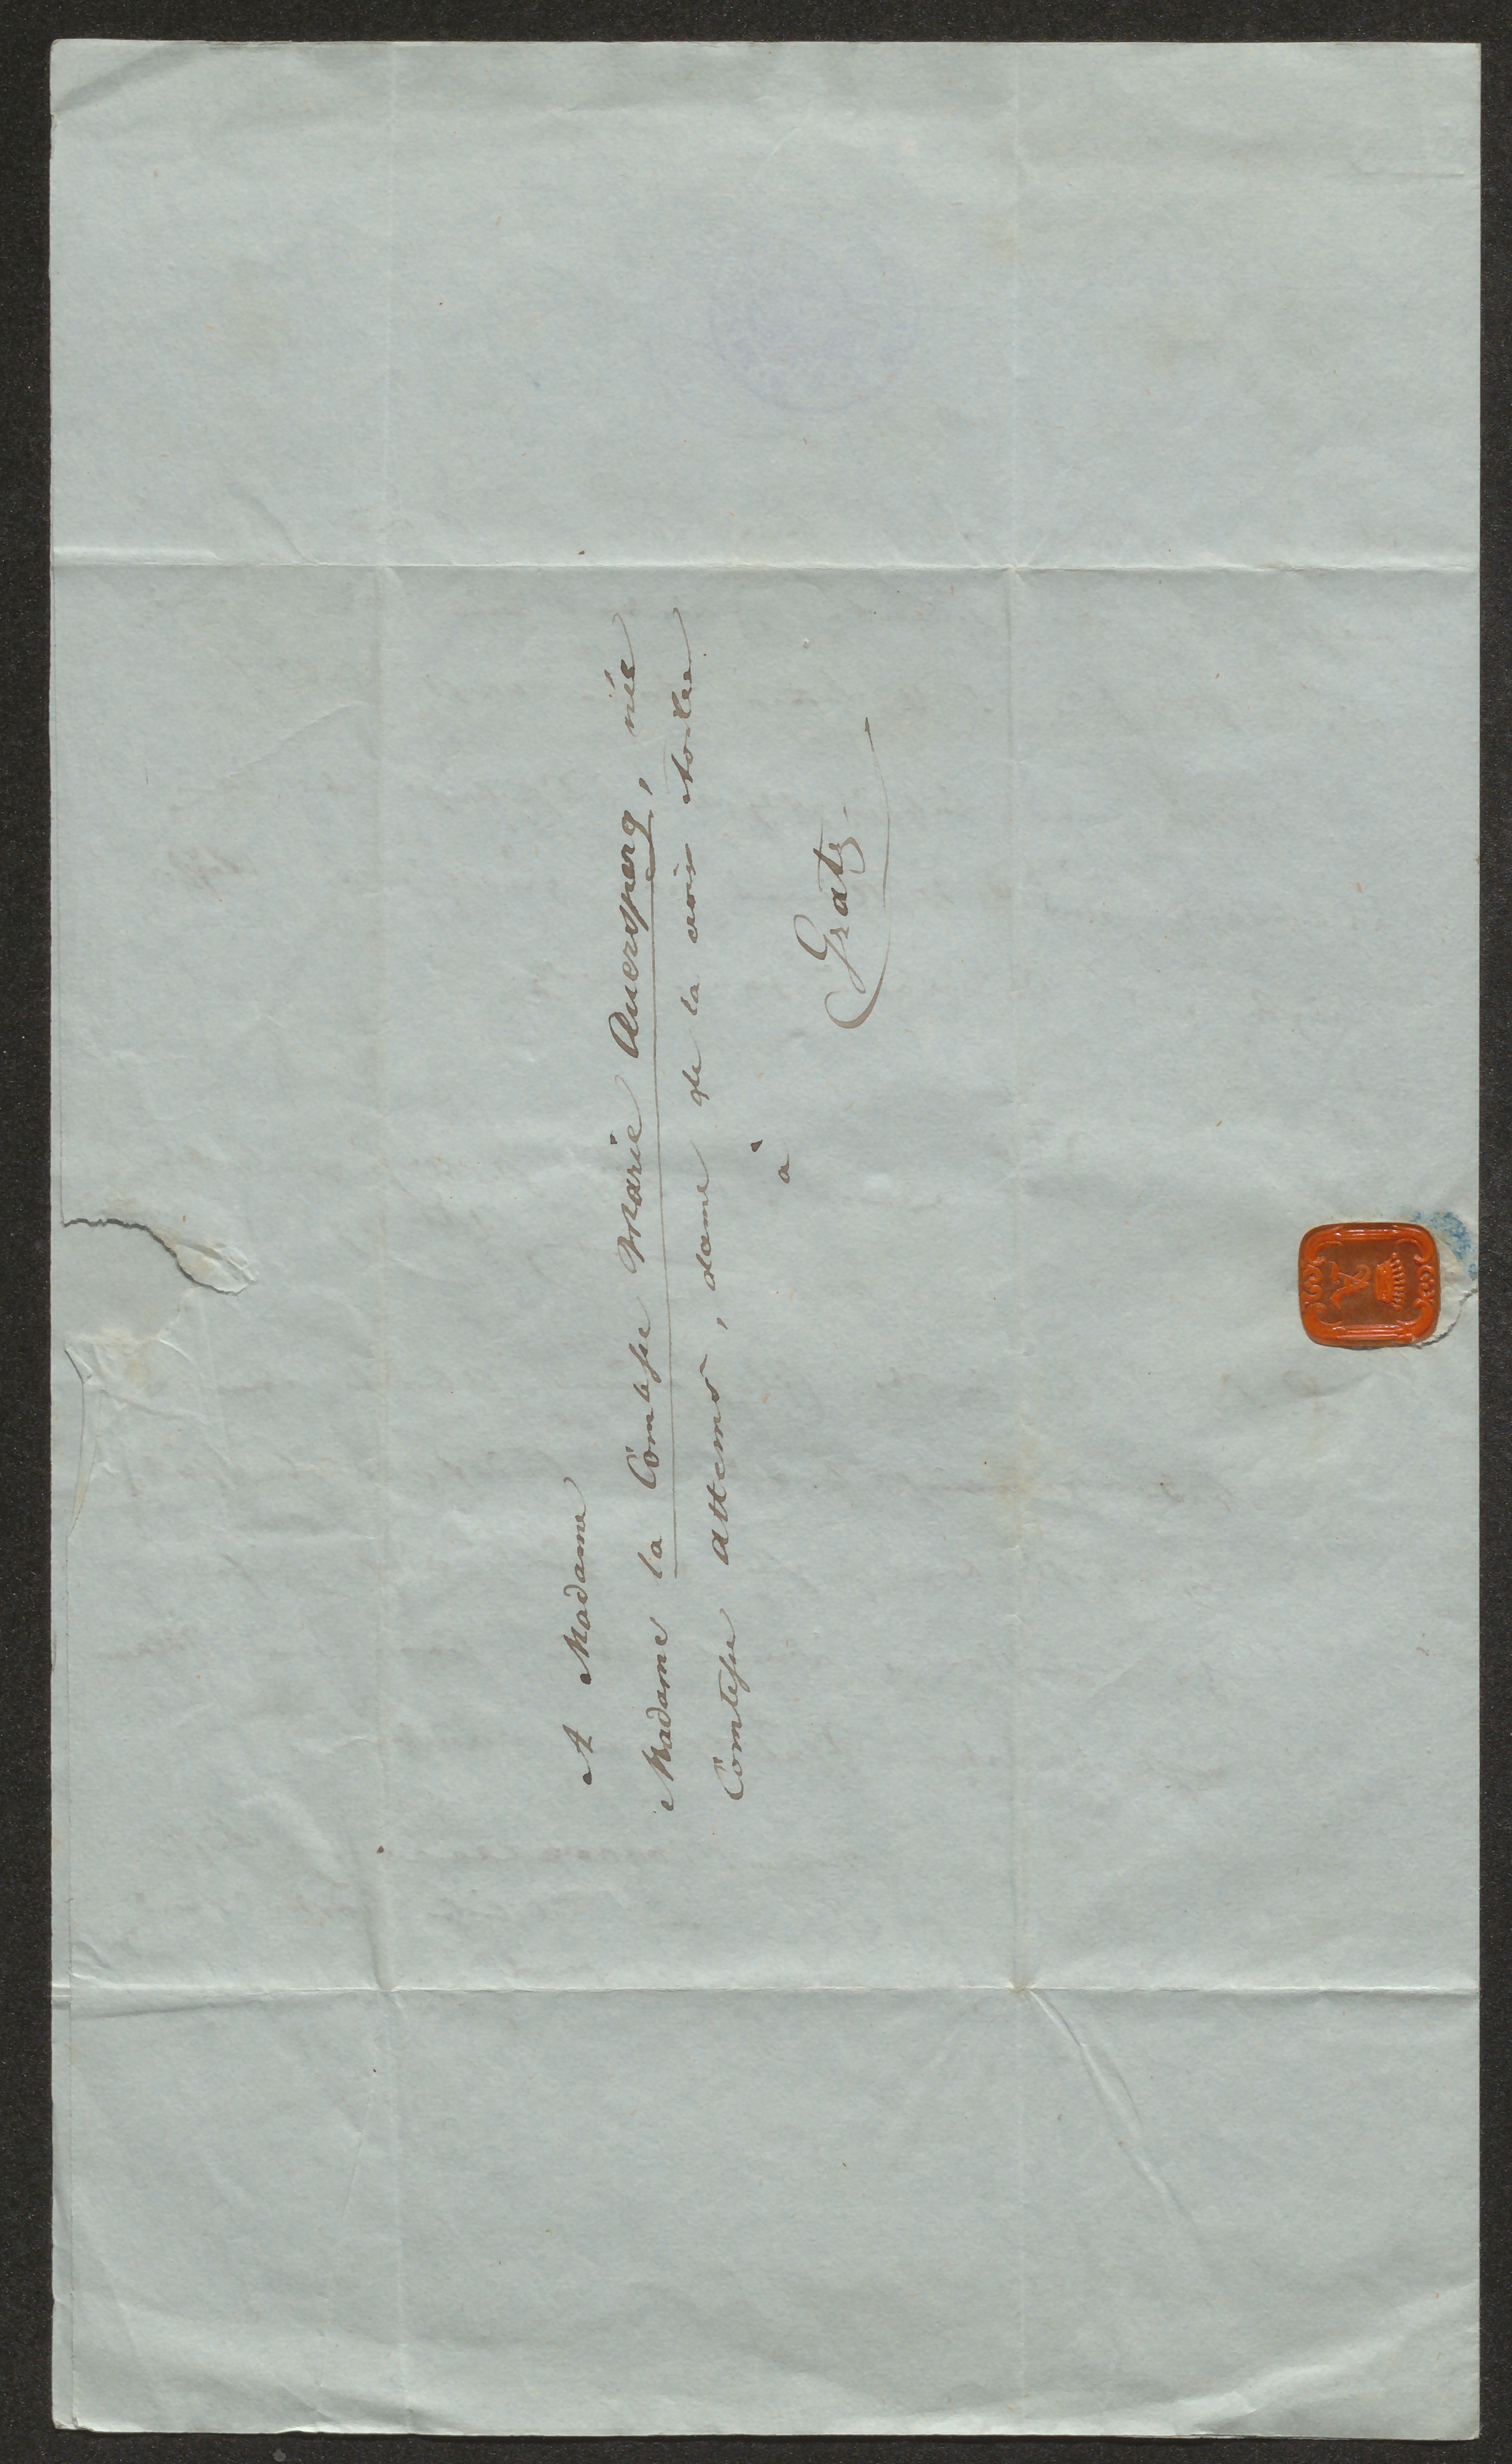 A Madame
Madame la Comtesse Marie Auersperg, née
Comtesse Attems, dame de la croix étoilée
à
Gratz.